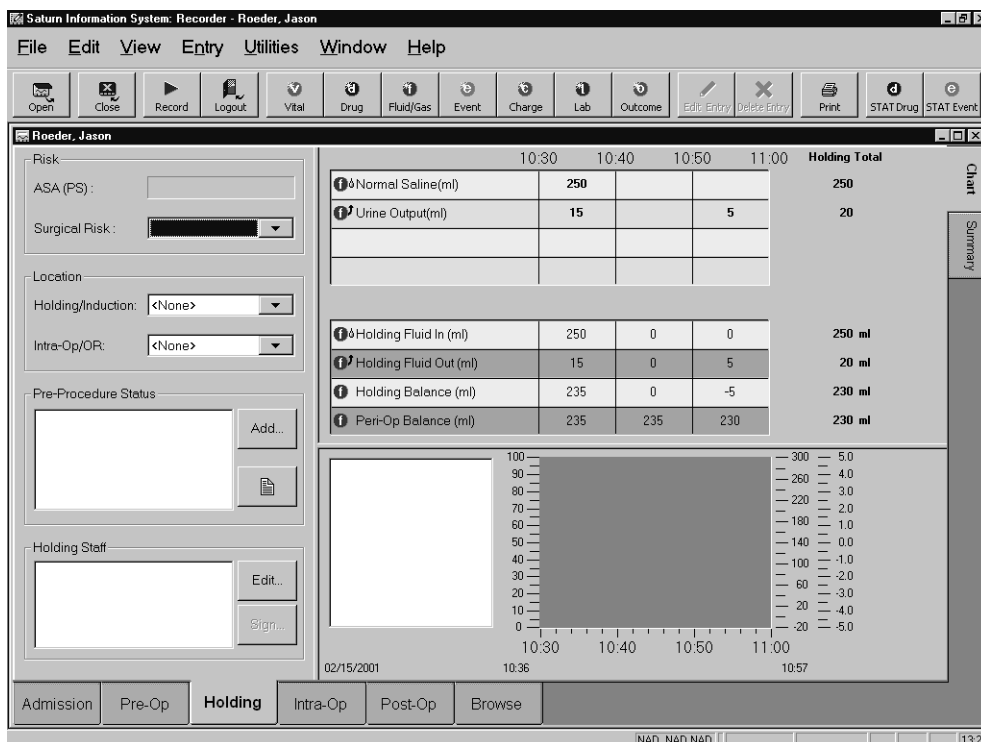 Saturn Information System: Recorder - Roeder, Jason
File Edit View Entry Utilities Window Help
Open Close Record Logout Vital Drug Fluid/Gas Event Charge Lab Outcome Edit Entry Delete Entry Print STAT Drug STAT Event
Roeder, Jason
Risk
ASA (PS) :
Surgical Risk :
Location
Holding/Induction: <None>
Intra-Op/OR: <None>
Pre-Procedure Status
Add...
Holding Staff
Edit...
Sign...
10:30 10:40 10:50 11:00 Holding Total
Normal Saline(ml) 250 250
Urine Output(ml) 15 5 20
Holding Fluid In (ml) 250 0 0 250 ml
Holding Fluid Out (ml) 15 0 5 20 ml
Holding Balance (ml) 235 0 -5 230 ml
Peri-Op Balance (ml) 235 235 230 230 ml
100 300 5.0
90 260 4.0
80 220 3.0
70 180 2.0
60 140 1.0
50 100 0.0
40 60 -1.0
30 20 -2.0
20 -20 -3.0
10 -4.0
0 -5.0
10:30 10:40 10:50 11:00
02/15/2001 10:36 10:57
Chart
Summary
Admission Pre-Op Holding Intra-Op Post-Op Browse
NAD, NAD NAD